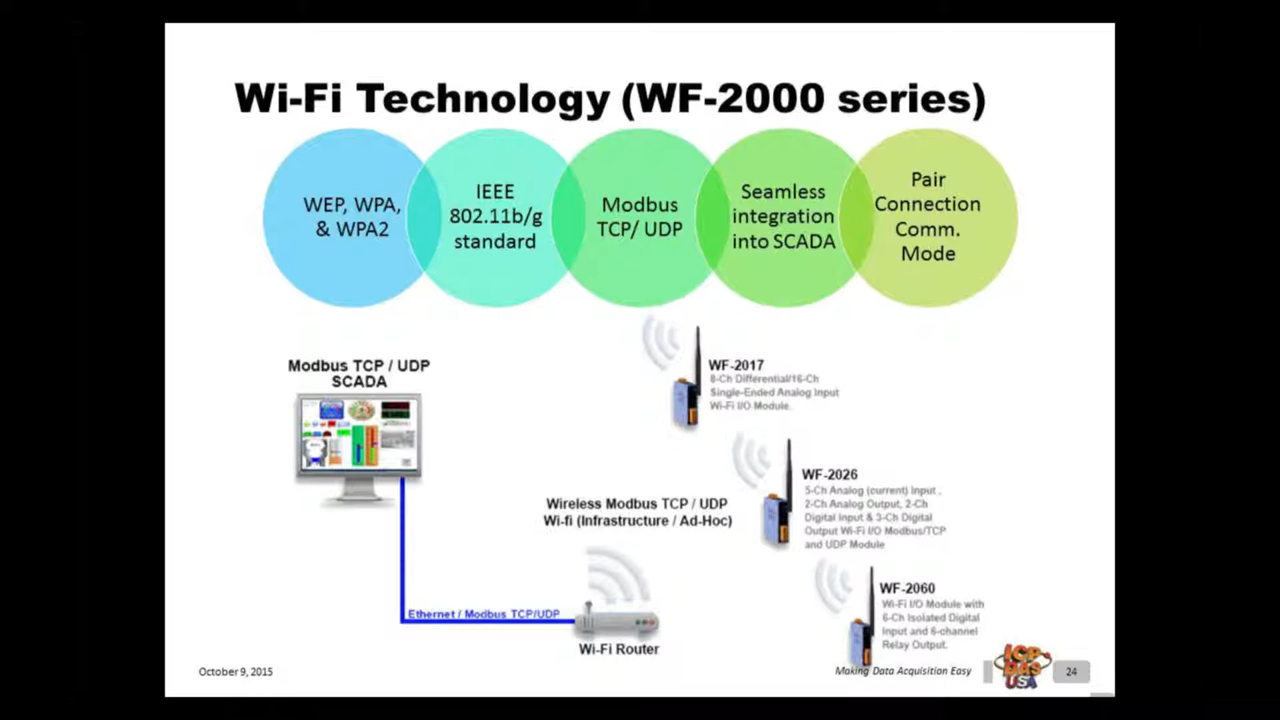 Wi-Fi Technology (WF-2000 series)
WEP, WPA,
& WPA2
IEEE
802.11b/g
standard
Modbus
TCP/ UDP
Seamless
integration
into SCADA
Pair
Connection
Comm.
Mode
Modbus TCP / UDP
SCADA
WF-2017
8-Ch Differential/16-Ch
Single-Ended Analog Input
Wi-Fi I/O Module.
WF-2026
5-Ch Analog (current) Input ,
2-Ch Analog Output, 2-Ch
Digital Input & 3-Ch Digital
Output Wi-Fi I/O Modbus/TCP
and UDP Module
Wireless Modbus TCP / UDP
Wi-fi (Infrastructure / Ad-Hoc)
WF-2060
Wi-Fi I/O Module with
6-Ch Isolated Digital
Input and 6-channel
Relay Output.
Ethernet / Modbus TCP/UDP
Wi-Fi Router
October 9, 2015
Making Data Acquisition Easy
ICP
DAS
USA
24